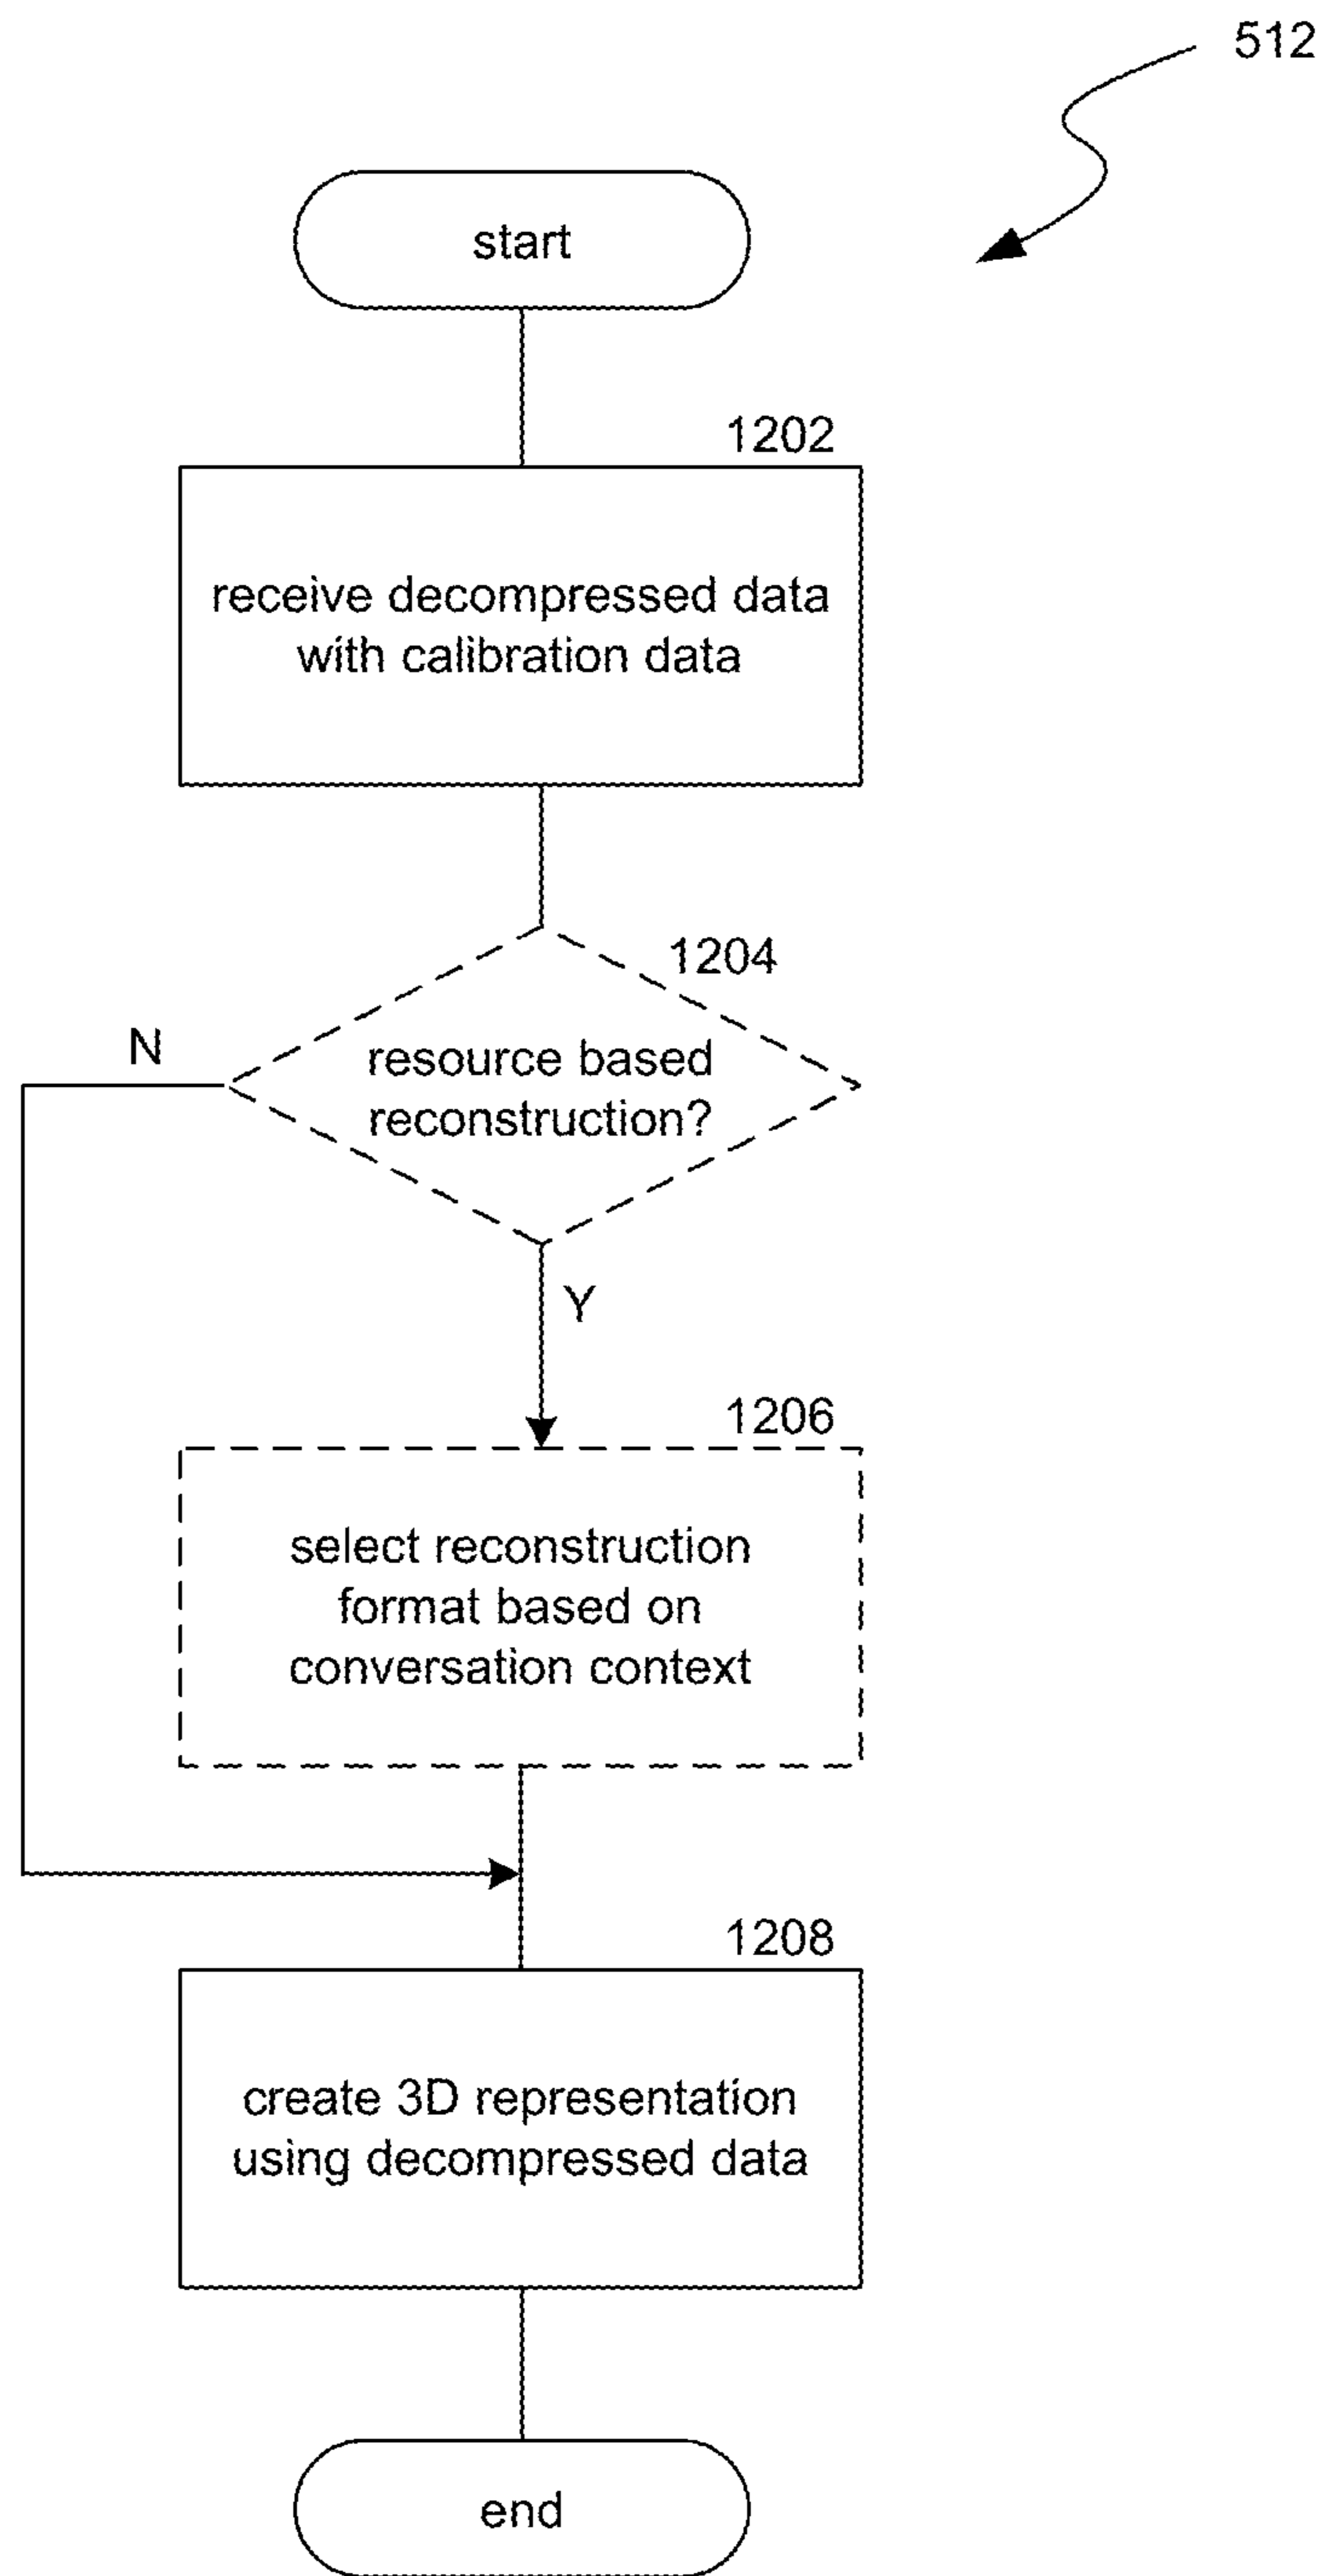 512
start
1202
receive decompressed data
with calibration data
1204
N
resource based
reconstruction?
Y
1206
select reconstruction
format based on
conversation context
1208
create 3D representation
using decompressed data
end